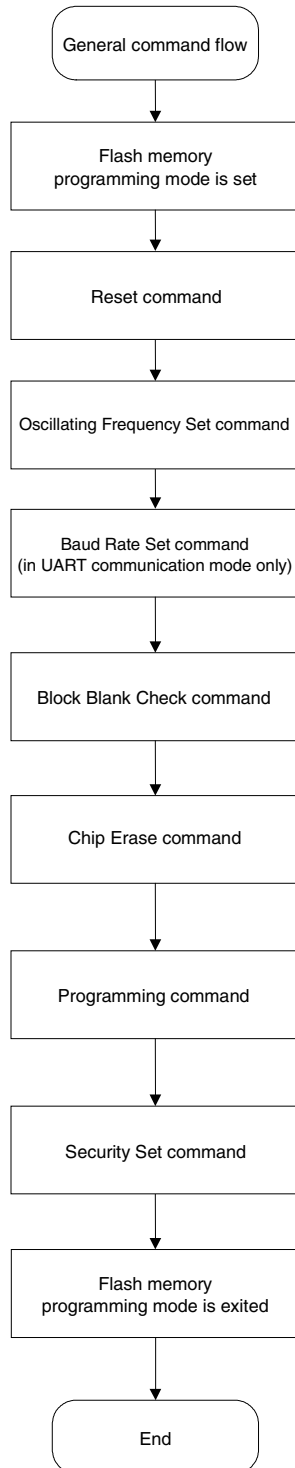 General command flow
Flash memory
programming mode is set
Reset command
Oscillating Frequency Set command
Baud Rate Set command
(in UART communication mode only)
Block Blank Check command
Chip Erase command
Programming command
Security Set command
Flash memory
programming mode is exited
End